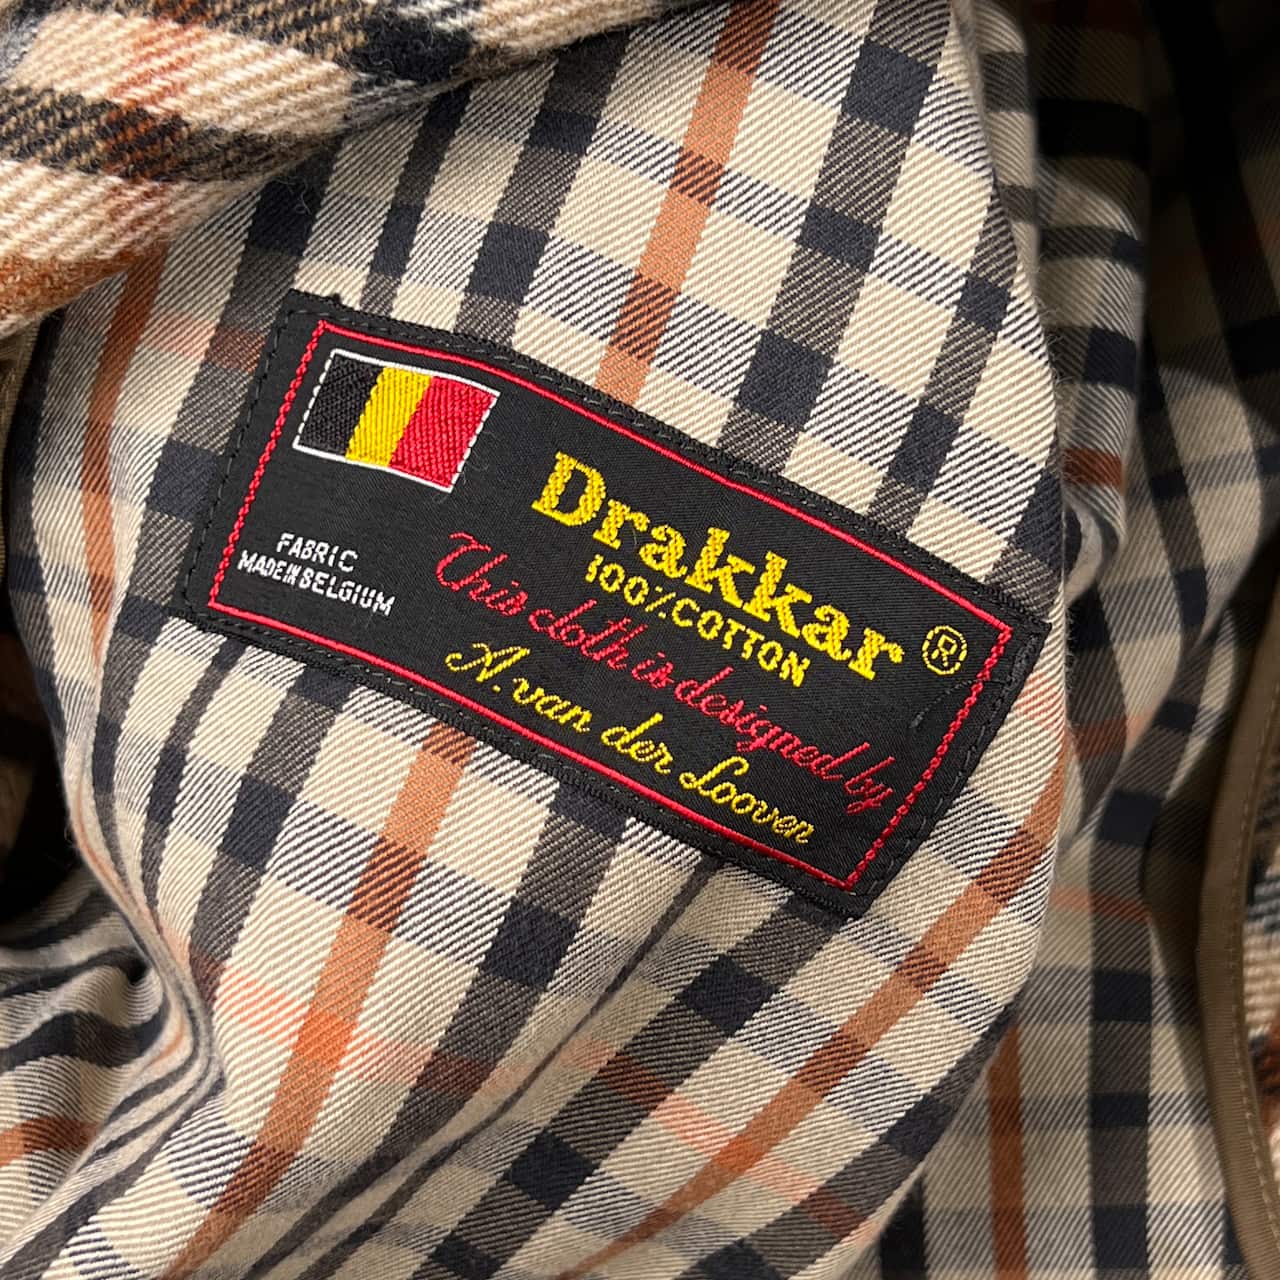 Drakkar ®
100% COTTON
This cloth is designed by
A. van der Looven
FABRIC
MADE IN BELGIUM